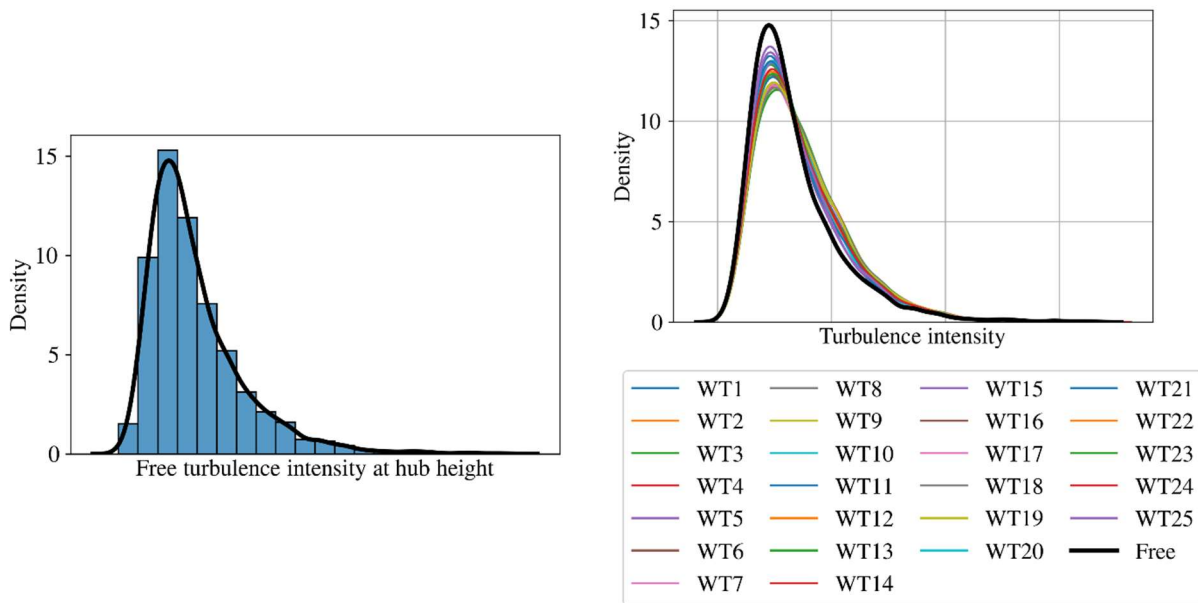 15
10
5
0
Density
Free turbulence intensity at hub height
15
10
5
0
Density
Turbulence intensity
WT1 WT8 WT15 WT21
WT2 WT9 WT16 WT22
WT3 WT10 WT17 WT23
WT4 WT11 WT18 WT24
WT5 WT12 WT19 WT25
WT6 WT13 WT20 Free
WT7 WT14